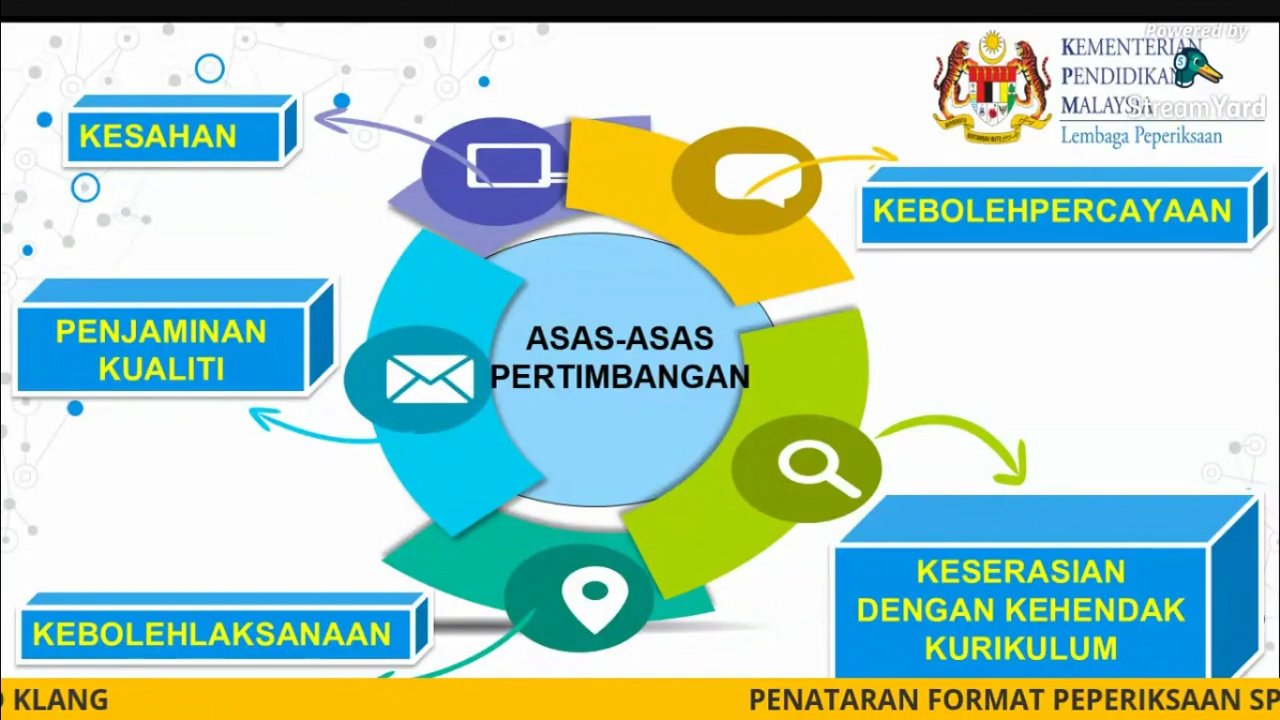 Powered by
StreamYard
KEMENTERIAN
PENDIDIKAN
MALAYSIA
Lembaga Peperiksaan
KESAHAN
KEBOLEHPERCAYAAN
PENJAMINAN
KUALITI
ASAS-ASAS
PERTIMBANGAN
KEBOLEHLAKSANAAN
KESERASIAN
DENGAN KEHENDAK
KURIKULUM
KLANG
PENATARAN FORMAT PEPERIKSAAN SP